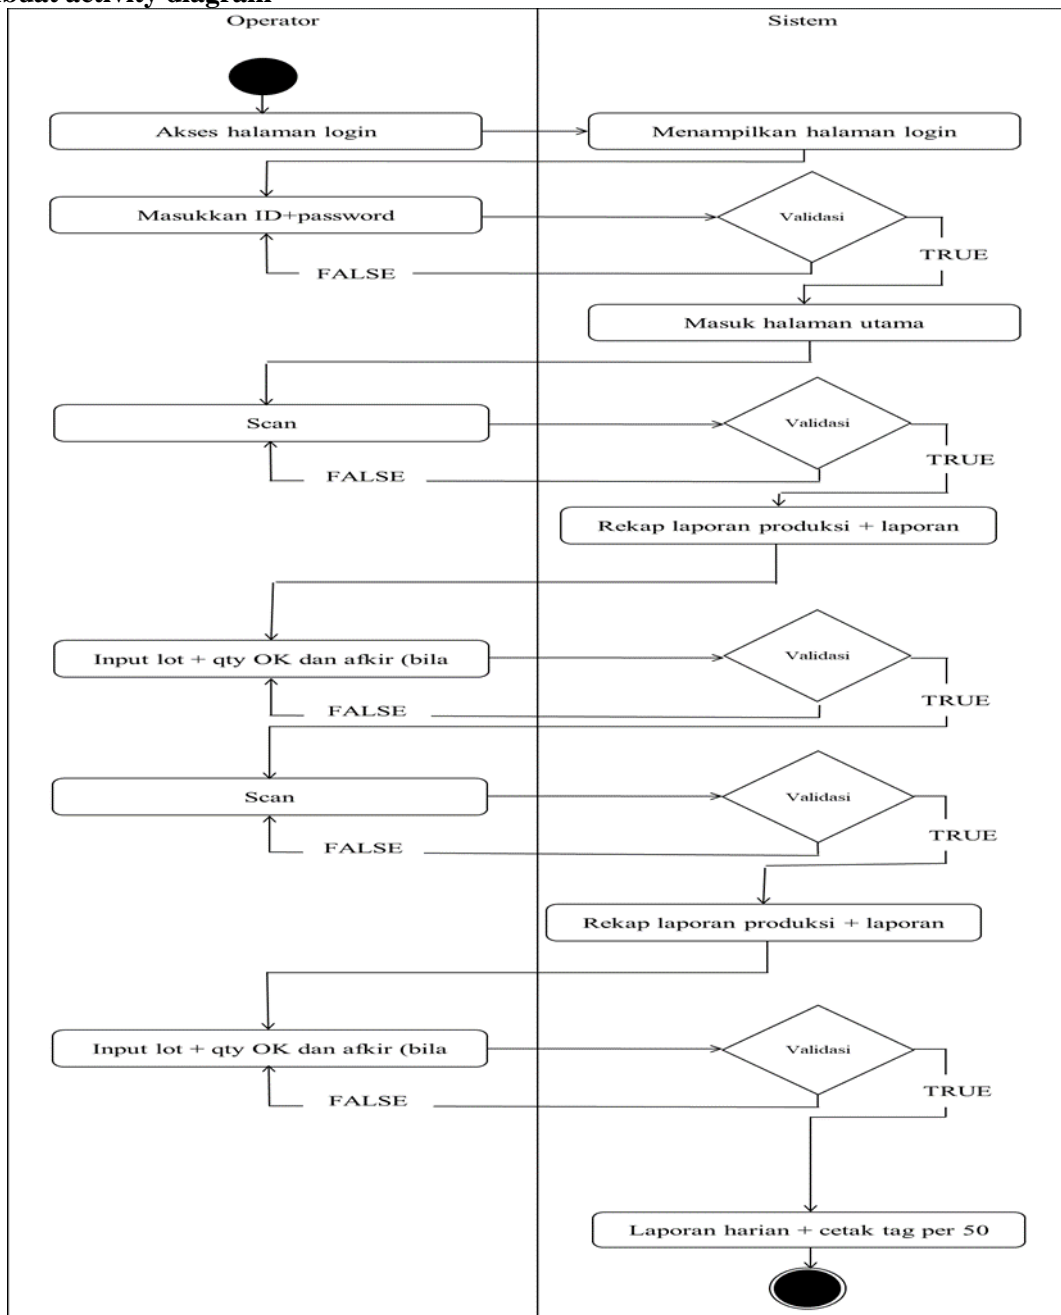 buat activity diagram
Operator
Sistem
Akses halaman login
Menampilkan halaman login
Masukkan ID+password
Validasi
TRUE
FALSE
Masuk halaman utama
Scan
Validasi
TRUE
FALSE
Rekap laporan produksi + laporan
Input lot + qty OK dan afkir (bila
Validasi
TRUE
FALSE
Scan
Validasi
TRUE
FALSE
Rekap laporan produksi + laporan
Input lot + qty OK dan afkir (bila
Validasi
TRUE
FALSE
Laporan harian + cetak tag per 50